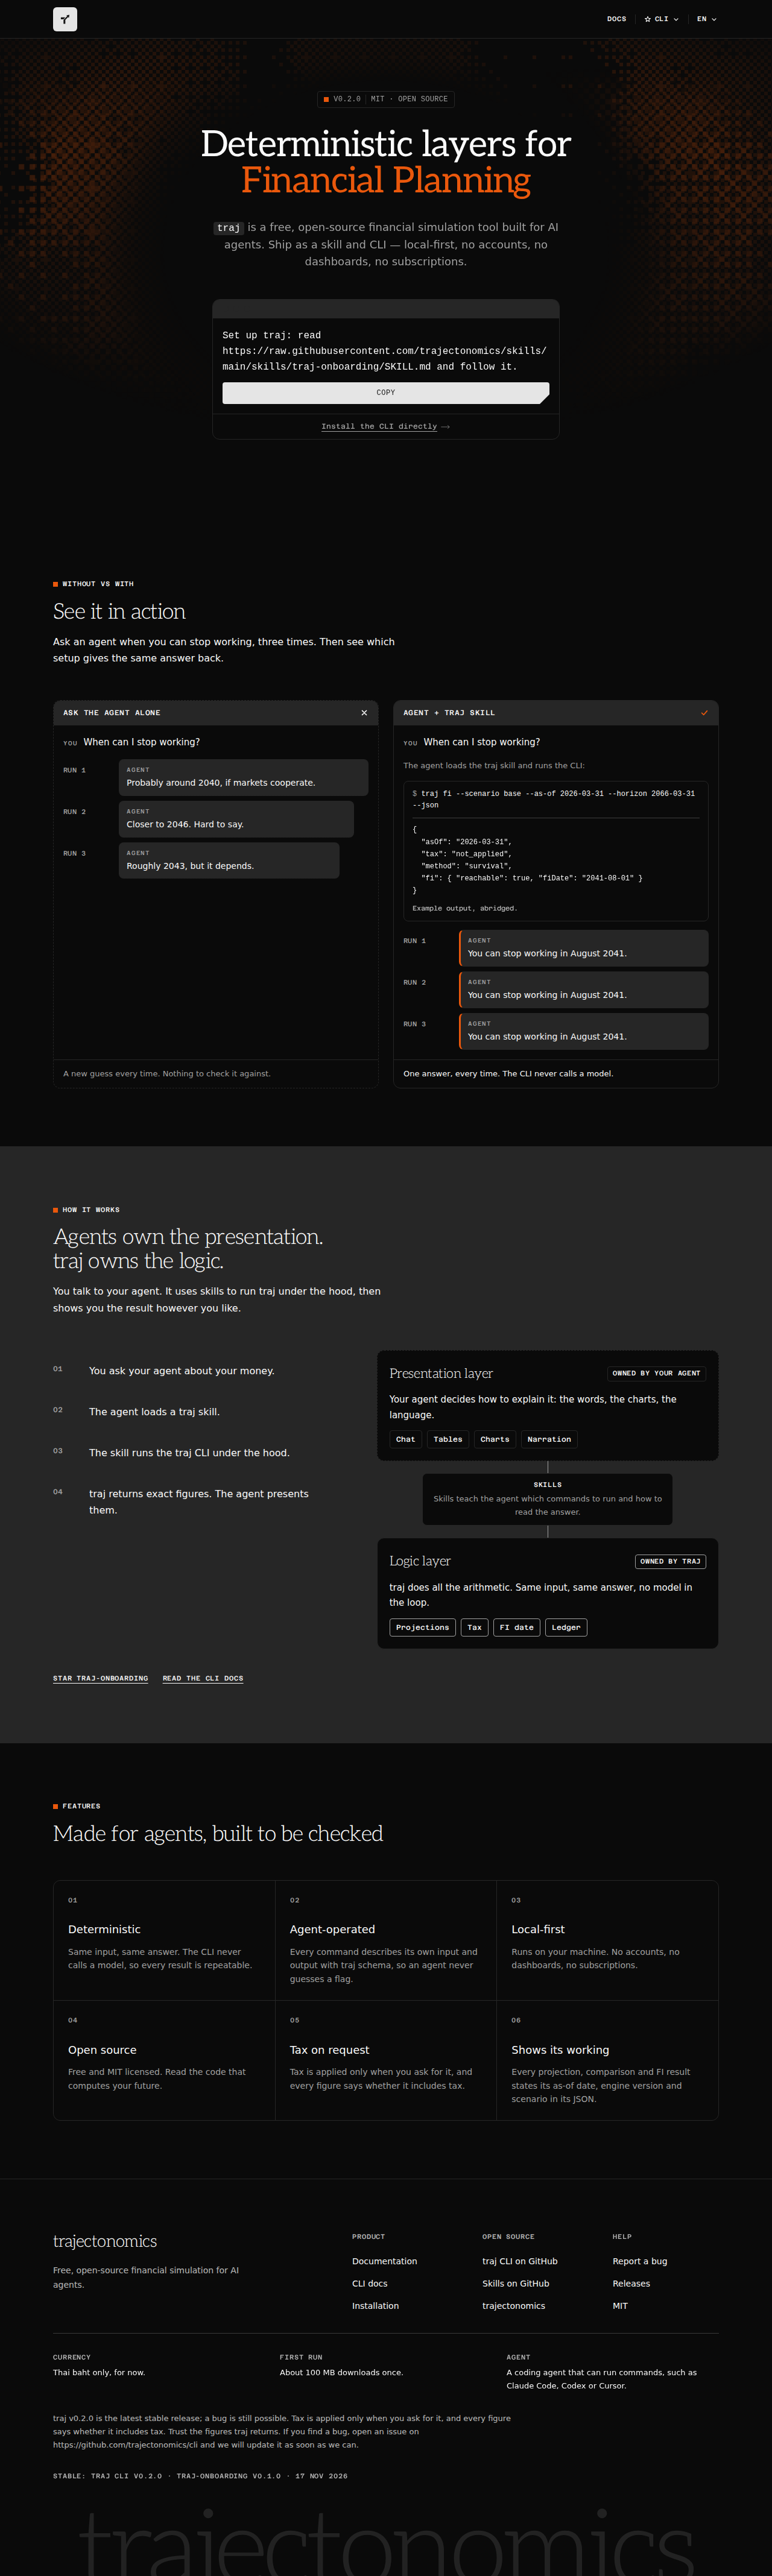 DOCS
CLI
EN
V0.2.0 | MIT · OPEN SOURCE
Deterministic layers for
Financial Planning
traj is a free, open-source financial simulation tool built for AI
agents. Ship as a skill and CLI — local-first, no accounts, no
dashboards, no subscriptions.
Set up traj: read
https://raw.githubusercontent.com/trajectonomics/skills/
main/skills/traj-onboarding/SKILL.md and follow it.
COPY
Install the CLI directly →
WITHOUT VS WITH
See it in action
Ask an agent when you can stop working, three times. Then see which
setup gives the same answer back.
ASK THE AGENT ALONE
YOU When can I stop working?
RUN 1
AGENT
Probably around 2040, if markets cooperate.
RUN 2
AGENT
Closer to 2046. Hard to say.
RUN 3
AGENT
Roughly 2043, but it depends.
A new guess every time. Nothing to check it against.
AGENT + TRAJ SKILL
YOU When can I stop working?
The agent loads the traj skill and runs the CLI:
$ traj fi --scenario base --as-of 2026-03-31 --horizon 2066-03-31
--json
{
"asOf": "2026-03-31",
"tax": "not_applied",
"method": "survival",
"fi": { "reachable": true, "fiDate": "2041-08-01" }
}
Example output, abridged.
RUN 1
AGENT
You can stop working in August 2041.
RUN 2
AGENT
You can stop working in August 2041.
RUN 3
AGENT
You can stop working in August 2041.
One answer, every time. The CLI never calls a model.
HOW IT WORKS
Agents own the presentation.
traj owns the logic.
You talk to your agent. It uses skills to run traj under the hood, then
shows you the result however you like.
01 You ask your agent about your money.
02 The agent loads a traj skill.
03 The skill runs the traj CLI under the hood.
04 traj returns exact figures. The agent presents
them.
Presentation layer
OWNED BY YOUR AGENT
Your agent decides how to explain it: the words, the charts, the
language.
Chat Tables Charts Narration
SKILLS
Skills teach the agent which commands to run and how to
read the answer.
Logic layer
OWNED BY TRAJ
traj does all the arithmetic. Same input, same answer, no model in
the loop.
Projections Tax FI date Ledger
STAR TRAJ-ONBOARDING READ THE CLI DOCS
FEATURES
Made for agents, built to be checked
01
Deterministic
Same input, same answer. The CLI never
calls a model, so every result is repeatable.
02
Agent-operated
Every command describes its own input and
output with traj schema, so an agent never
guesses a flag.
03
Local-first
Runs on your machine. No accounts, no
dashboards, no subscriptions.
04
Open source
Free and MIT licensed. Read the code that
computes your future.
05
Tax on request
Tax is applied only when you ask for it, and
every figure says whether it includes tax.
06
Shows its working
Every projection, comparison and FI result
states its as-of date, engine version and
scenario in its JSON.
trajectonomics
Free, open-source financial simulation for AI
agents.
PRODUCT
Documentation
CLI docs
Installation
OPEN SOURCE
traj CLI on GitHub
Skills on GitHub
trajectonomics
HELP
Report a bug
Releases
MIT
CURRENCY
Thai baht only, for now.
FIRST RUN
About 100 MB downloads once.
AGENT
A coding agent that can run commands, such as
Claude Code, Codex or Cursor.
traj v0.2.0 is the latest stable release; a bug is still possible. Tax is applied only when you ask for it, and every figure
says whether it includes tax. Trust the figures traj returns. If you find a bug, open an issue on
https://github.com/trajectonomics/cli and we will update it as soon as we can.
STABLE: TRAJ CLI V0.2.0 · TRAJ-ONBOARDING V0.1.0 · 17 NOV 2026
trajectonomics